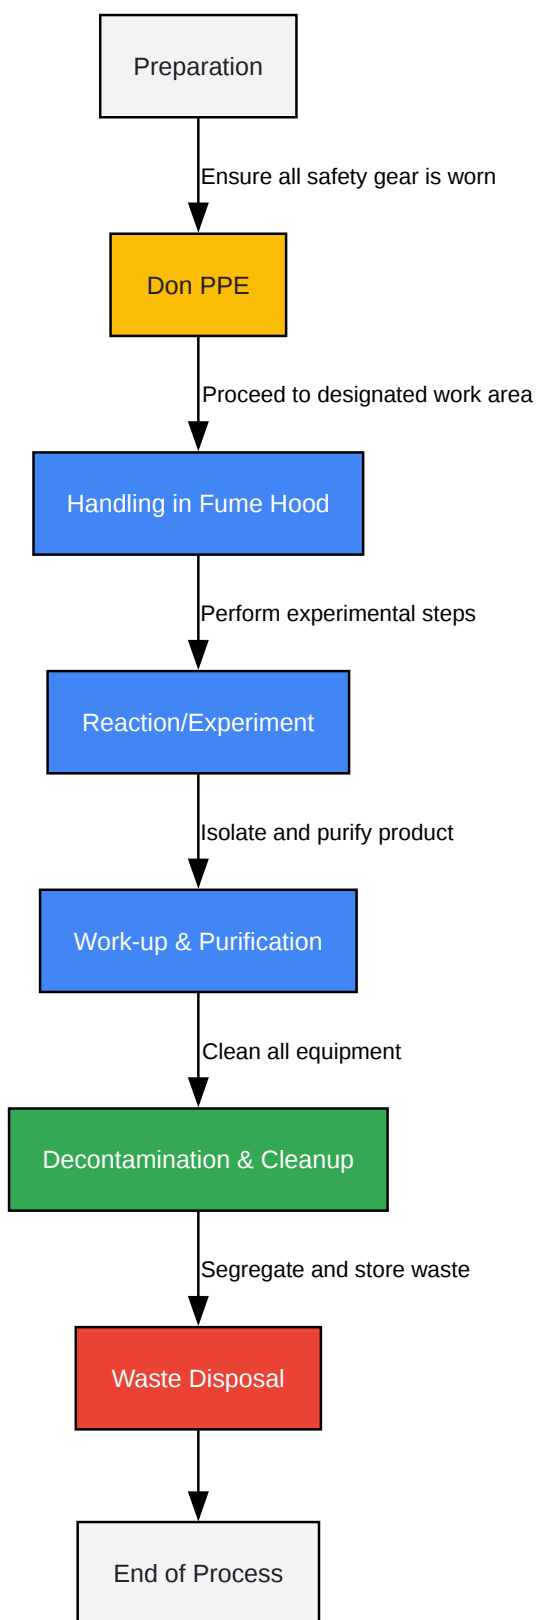 Preparation
Ensure all safety gear is worn
Don PPE
Proceed to designated work area
Handling in Fume Hood
Perform experimental steps
Reaction/Experiment
Isolate and purify product
Work-up & Purification
Clean all equipment
Decontamination & Cleanup
Segregate and store waste
Waste Disposal
End of Process